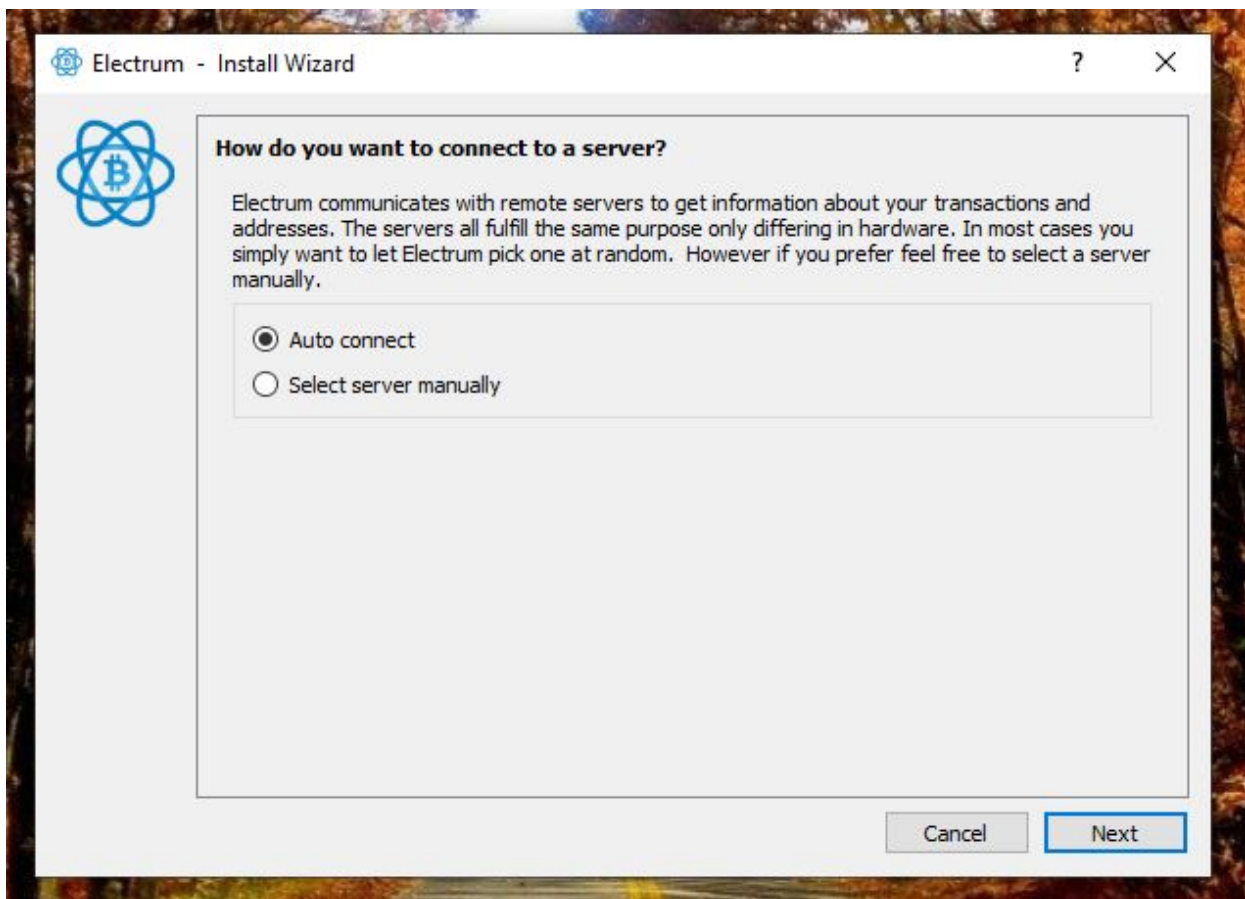 Electrum - Install Wizard
How do you want to connect to a server?
Electrum communicates with remote servers to get information about your transactions and
addresses. The servers all fulfill the same purpose only differing in hardware. In most cases you
simply want to let Electrum pick one at random.  However if you prefer feel free to select a server
manually.
Auto connect
Select server manually
Cancel
Next